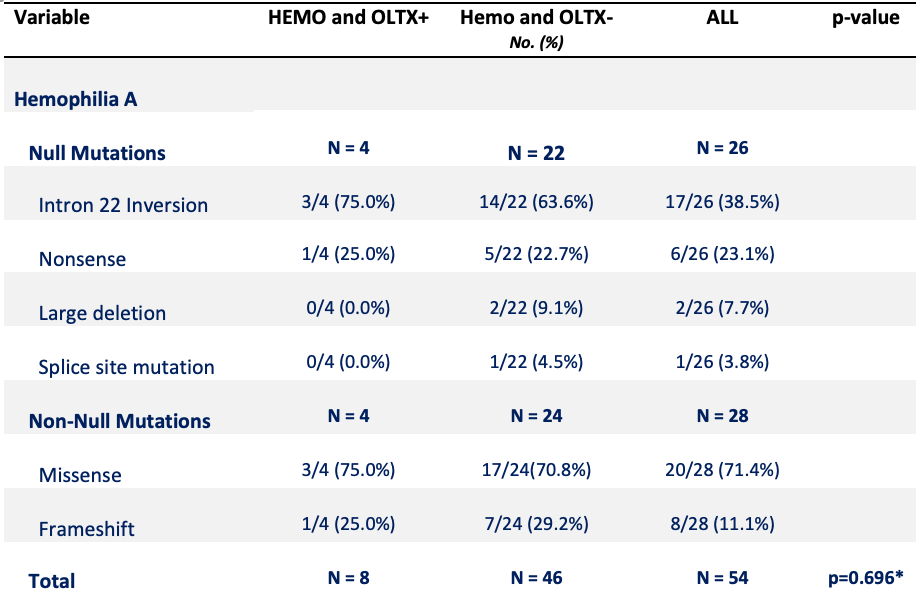 Variable HEMO and OLTX+ Hemo and OLTX- ALL p-value
No. (%)
Hemophilia A
Null Mutations N = 4 N = 22 N = 26
Intron 22 Inversion 3/4 (75.0%) 14/22 (63.6%) 17/26 (38.5%)
Nonsense 1/4 (25.0%) 5/22 (22.7%) 6/26 (23.1%)
Large deletion 0/4 (0.0%) 2/22 (9.1%) 2/26 (7.7%)
Splice site mutation 0/4 (0.0%) 1/22 (4.5%) 1/26 (3.8%)
Non-Null Mutations N = 4 N = 24 N = 28
Missense 3/4 (75.0%) 17/24(70.8%) 20/28 (71.4%)
Frameshift 1/4 (25.0%) 7/24 (29.2%) 8/28 (11.1%)
Total N = 8 N = 46 N = 54 p=0.696*